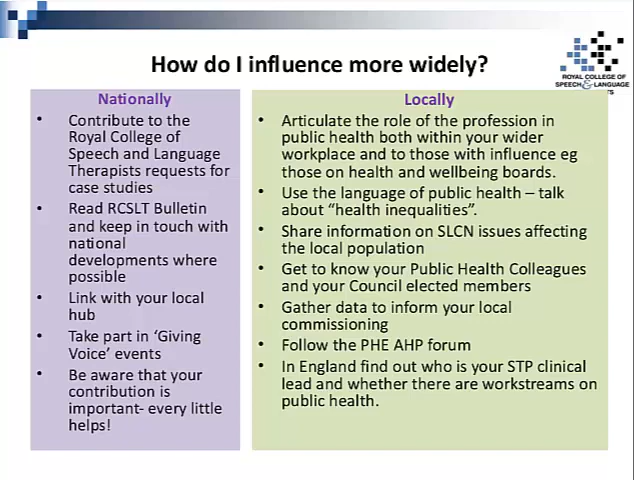 How do I influence more widely?
ROYAL COLLEGE OF
SPEECH & LANGUAGE
TS
Nationally
• Contribute to the
Royal College of
Speech and Language
Therapists requests for
case studies
• Read RCSLT Bulletin
and keep in touch with
national
developments where
possible
• Link with your local
hub
• Take part in ‘Giving
Voice’ events
• Be aware that your
contribution is
important- every little
helps!
Locally
• Articulate the role of the profession in
public health both within your wider
workplace and to those with influence eg
those on health and wellbeing boards.
• Use the language of public health – talk
about “health inequalities”.
• Share information on SLCN issues affecting
the local population
• Get to know your Public Health Colleagues
and your Council elected members
• Gather data to inform your local
commissioning
• Follow the PHE AHP forum
• In England find out who is your STP clinical
lead and whether there are workstreams on
public health.